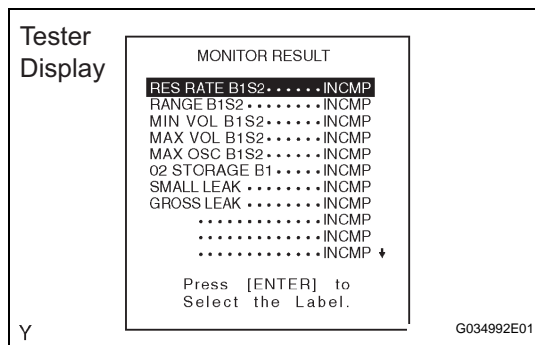 Tester
Display
MONITOR RESULT
RES RATE B1S2••••••INCMP
RANGE B1S2••••••••INCMP
MIN VOL B1S2••••••INCMP
MAX VOL B1S2••••••INCMP
MAX OSC B1S2••••••INCMP
02 STORAGE B1•••••INCMP
SMALL LEAK ••••••••INCMP
GROSS LEAK ••••••••INCMP
•••••••••••••INCMP
•••••••••••••INCMP
•••••••••••••INCMP ↓
Press [ENTER] to
Select the Label.
Y
G034992E01